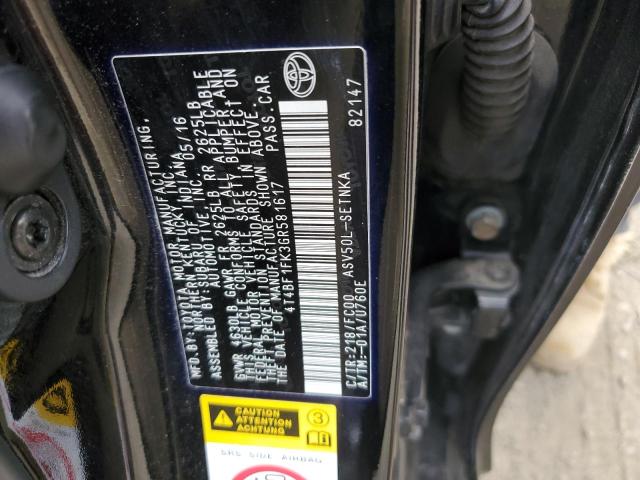 MFD.BY:TOYOTA MOTOR MANUFACTURING,
NORTHERN KENTUCKY, INC.
ASSEMBLED BY:SUBARU OF INDIANA
AUTOMOTIVE, INC. 05/16
GVWR 4630LB GAWR FR 2625LB RR 2625LB
THIS VEHICLE CONFORMS TO ALL APPLICABLE
FEDERAL MOTOR VEHICLE SAFETY, BUMPER, AND
THEFT PREVENTION STANDARDS IN EFFECT ON
THE DATE OF MANUFACTURE SHOWN ABOVE.
4T4BF1FK3GR581617 PASS.CAR
82147
C/TR:218/FC00 ASV50L-SETNKA
A/TM:-01A/U760E
CAUTION
ATTENTION
ACHTUNG
3
SRS SIDE AIRBAG